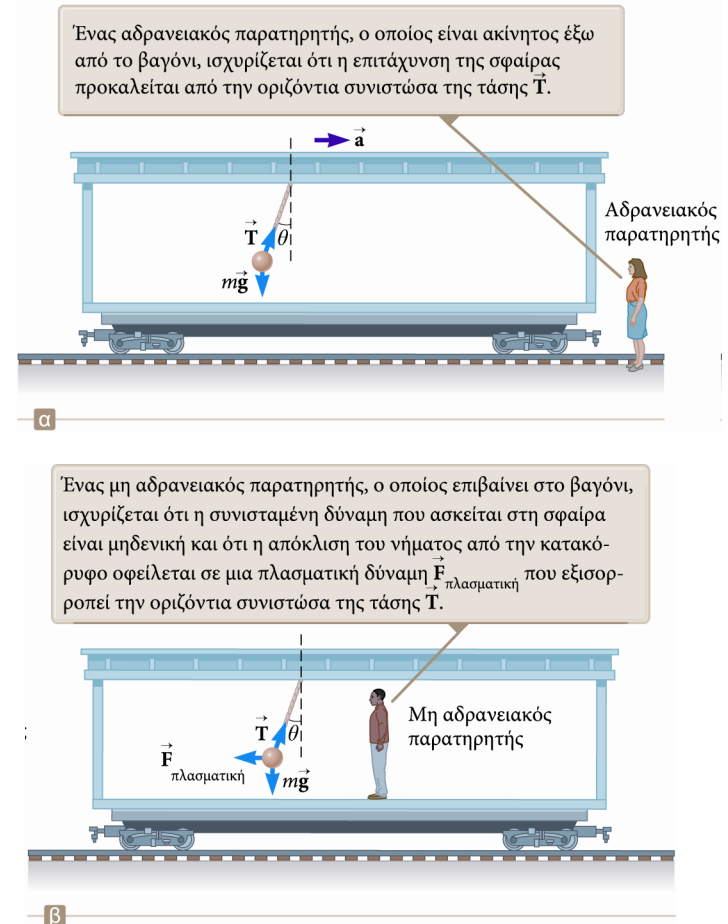 Ένας αδρανειακός παρατηρητής, ο οποίος είναι ακίνητος έξω
από το βαγόνι, ισχυρίζεται ότι η επιτάχυνση της σφαίρας
προκαλείται από την οριζόντια συνιστώσα της τάσης T⃗.
a⃗
Αδρανειακός
παρατηρητής
T⃗
θ
mg⃗
α
Ένας μη αδρανειακός παρατηρητής, ο οποίος επιβαίνει στο βαγόνι,
ισχυρίζεται ότι η συνισταμένη δύναμη που ασκείται στη σφαίρα
είναι μηδενική και ότι η απόκλιση του νήματος από την κατακό-
ρυφο οφείλεται σε μια πλασματική δύναμη F⃗πλασματική που εξισορ-
ροπεί την οριζόντια συνιστώσα της τάσης T⃗.
Μη αδρανειακός
παρατηρητής
;
T⃗
θ
F⃗πλασματική
mg⃗
β